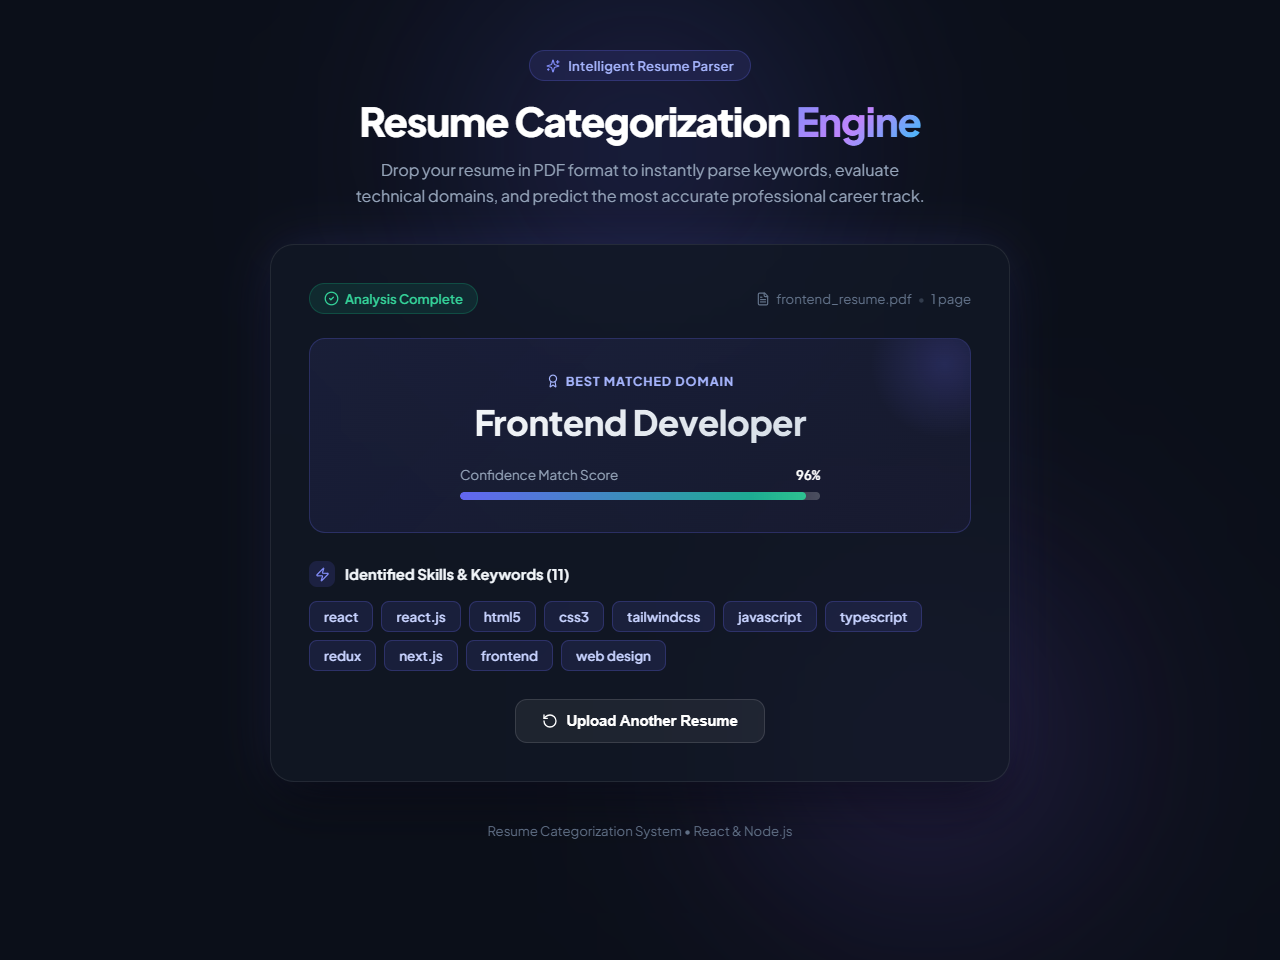 Intelligent Resume Parser
Resume Categorization Engine
Drop your resume in PDF format to instantly parse keywords, evaluate
technical domains, and predict the most accurate professional career track.
Analysis Complete
frontend_resume.pdf • 1 page
BEST MATCHED DOMAIN
Frontend Developer
Confidence Match Score 96%
Identified Skills & Keywords (11)
react react.js html5 css3 tailwindcss javascript typescript
redux next.js frontend web design
Upload Another Resume
Resume Categorization System • React & Node.js